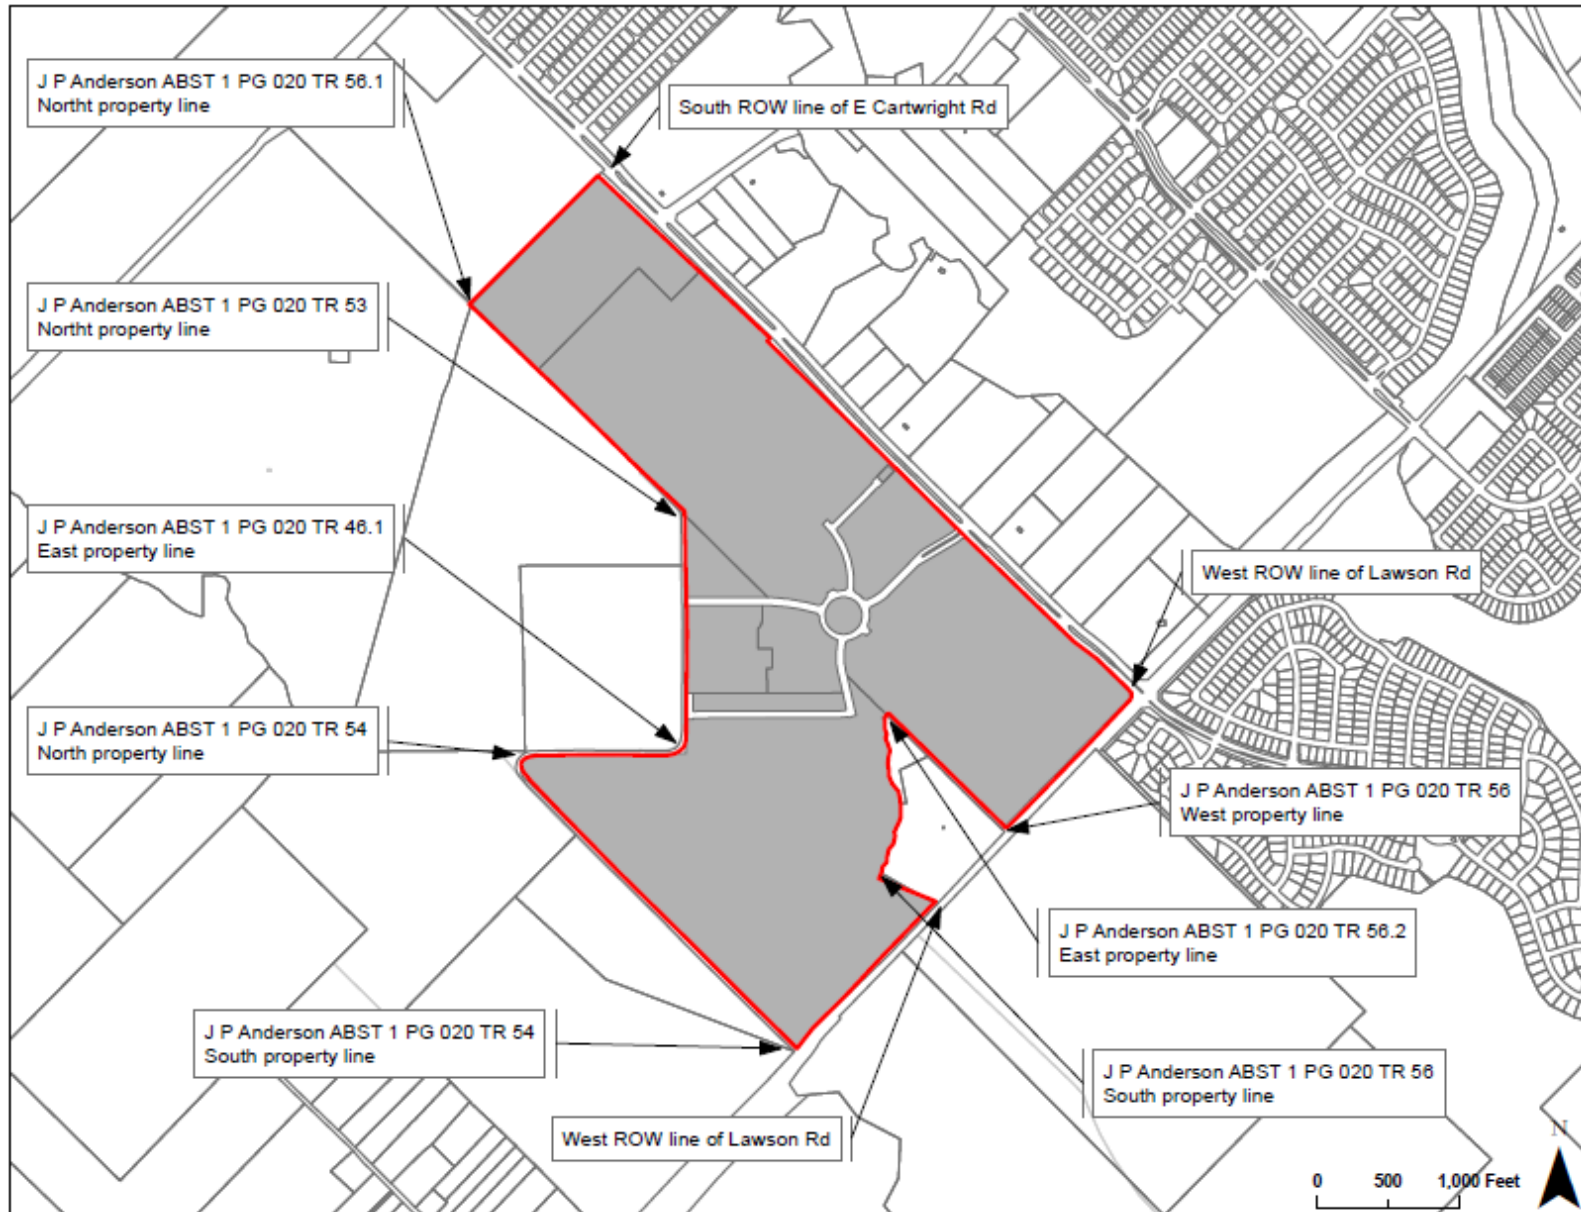 J P Anderson ABST 1 PG 020 TR 56.1
Northt property line
South ROW line of E Cartwright Rd
J P Anderson ABST 1 PG 020 TR 53
Northt property line
J P Anderson ABST 1 PG 020 TR 46.1
East property line
West ROW line of Lawson Rd
J P Anderson ABST 1 PG 020 TR 54
North property line
J P Anderson ABST 1 PG 020 TR 56
West property line
J P Anderson ABST 1 PG 020 TR 56.2
East property line
J P Anderson ABST 1 PG 020 TR 54
South property line
J P Anderson ABST 1 PG 020 TR 56
South property line
West ROW line of Lawson Rd
N
0 500 1,000 Feet